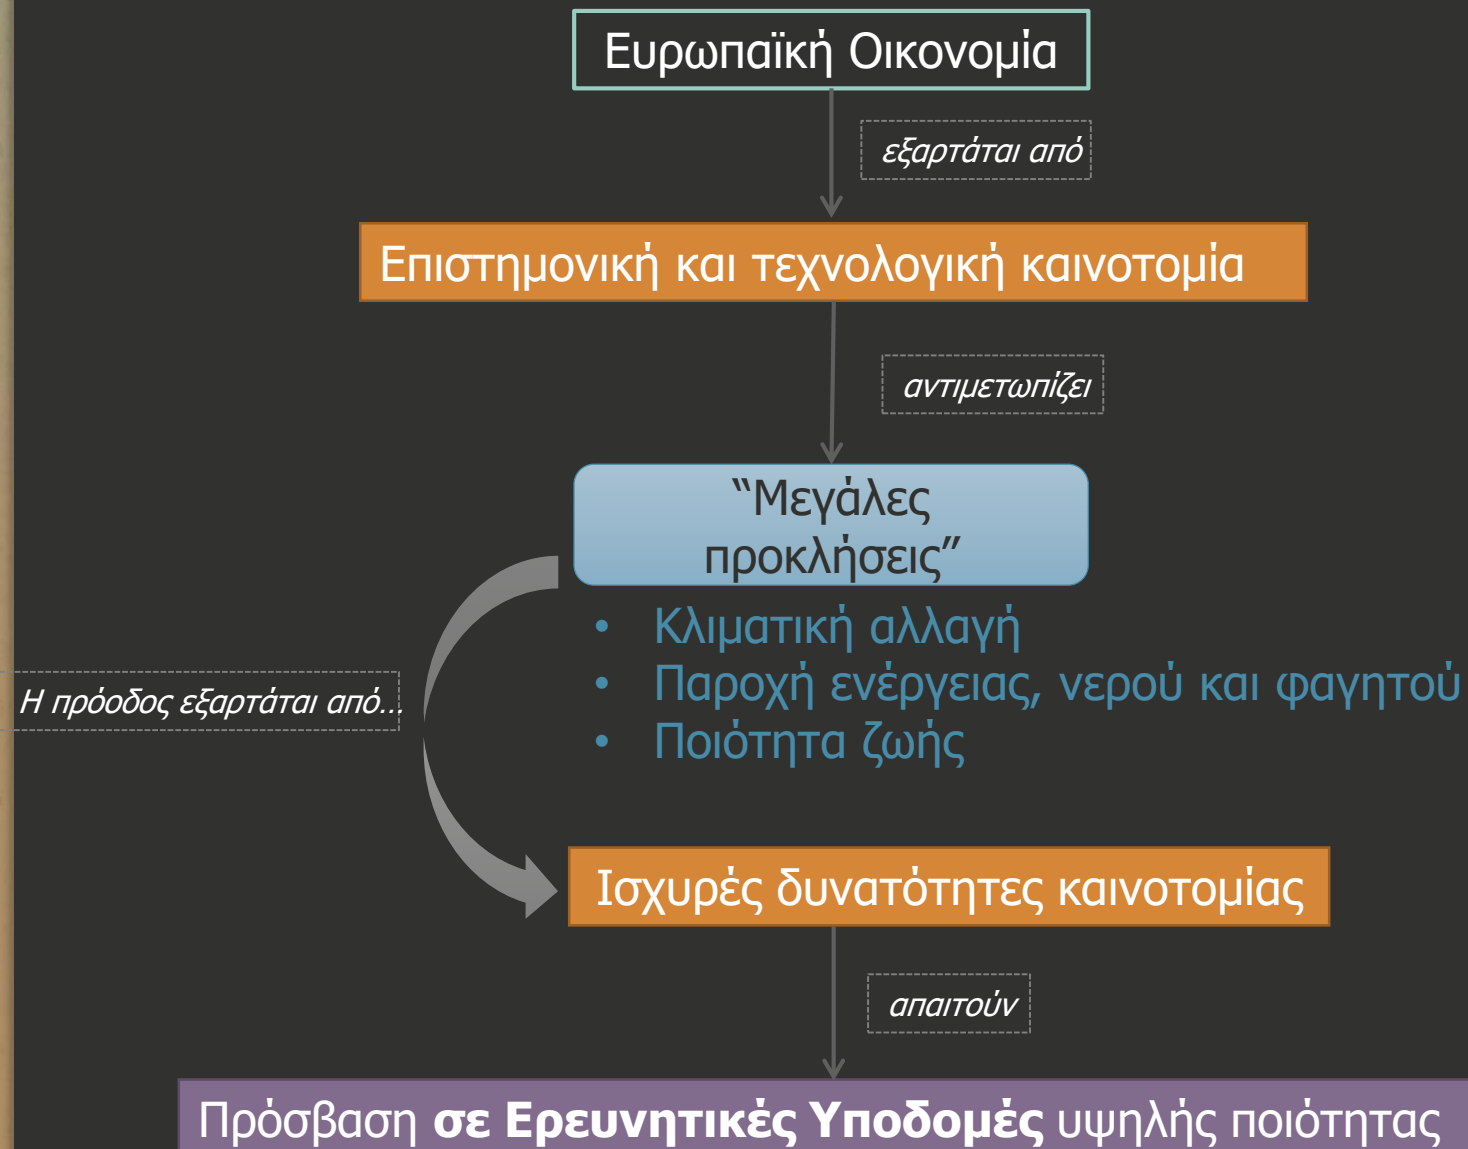 Ευρωπαϊκή Οικονομία
εξαρτάται από
Επιστημονική και τεχνολογική καινοτομία
αντιμετωπίζει
“Μεγάλες
προκλήσεις”
• Κλιματική αλλαγή
• Παροχή ενέργειας, νερού και φαγητού
• Ποιότητα ζωής
Η πρόοδος εξαρτάται από...
Ισχυρές δυνατότητες καινοτομίας
απαιτούν
Πρόσβαση σε Ερευνητικές Υποδομές υψηλής ποιότητας